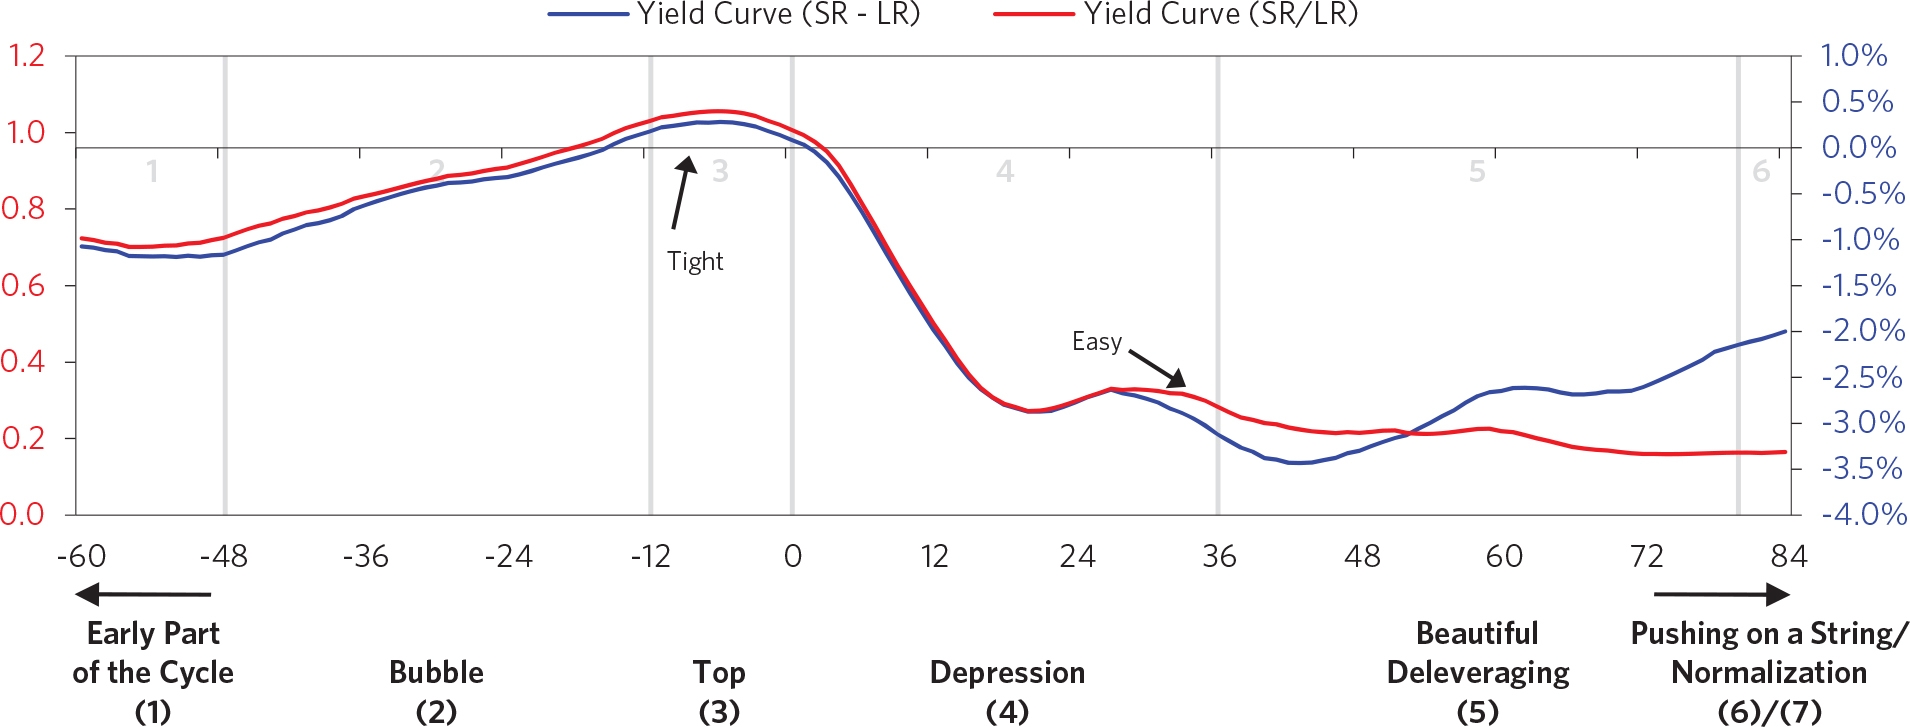 Yield Curve (SR - LR) Yield Curve (SR/LR)
1.2 1.0%
0.5%
1.0 0.0%
1 2 3 4 5 6
0.8 -0.5%
-1.0%
Tight
0.6 -1.5%
-2.0%
Easy
0.4 -2.5%
0.2 -3.0%
-3.5%
0.0 -4.0%
-60 -48 -36 -24 -12 0 12 24 36 48 60 72 84
Early Part Beautiful Pushing on a String/
of the Cycle Bubble Top Depression Deleveraging Normalization
(1) (2) (3) (4) (5) (6)/(7)